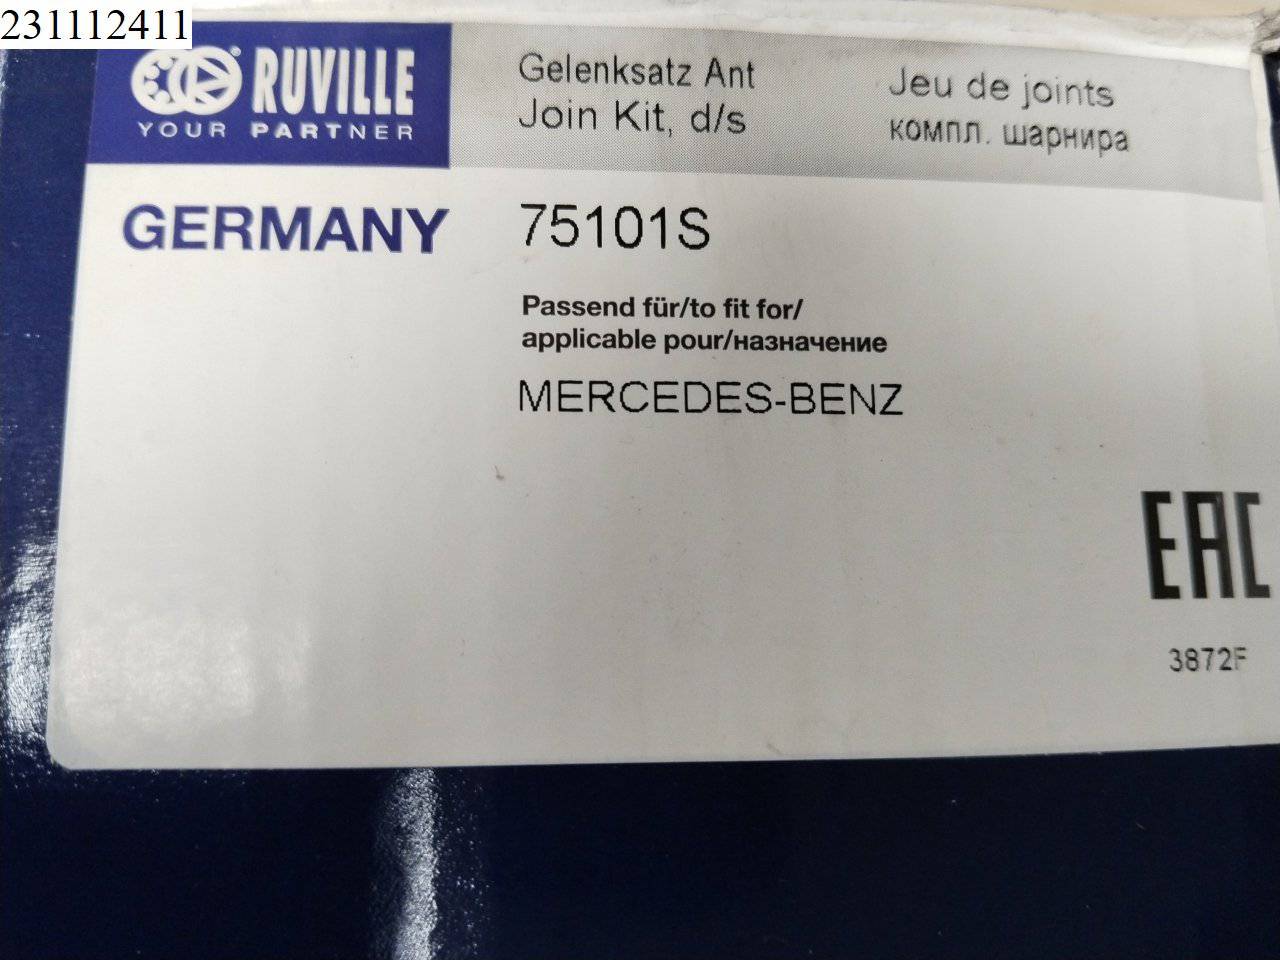 231112411
RUVILLE®
YOUR PARTNER
Gelenksatz Ant
Join Kit, d/s
Jeu de joints
компл. шарнира
GERMANY
75101S
Passend für/to fit for/
applicable pour/назначение
MERCEDES-BENZ
EAC
3872F